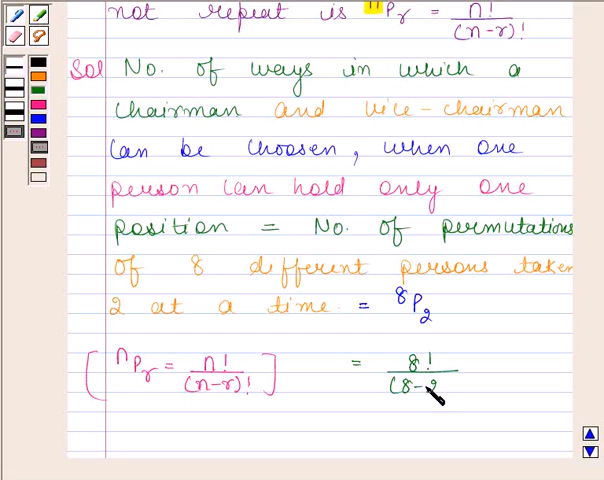 not repeat is ⁿPᵣ = n! / (n-r)!
Sol No. of ways in which a
chairman and vice-chairman
can be choosen, when one
person can hold only one
position = No. of permutations
of 8 different persons taken
2 at a time = ⁸P₂
[ ⁿPᵣ = n! / (n-r)! ] = 8! / (8-2